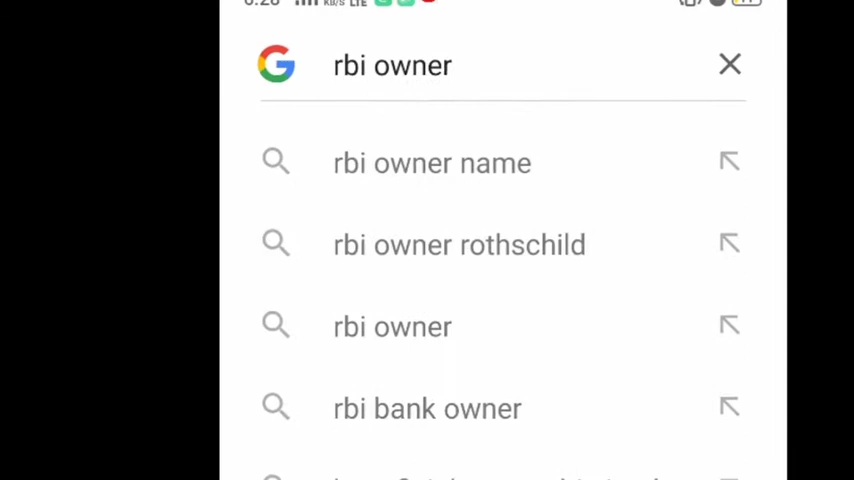 rbi owner
rbi owner name
rbi owner rothschild
rbi owner
rbi bank owner